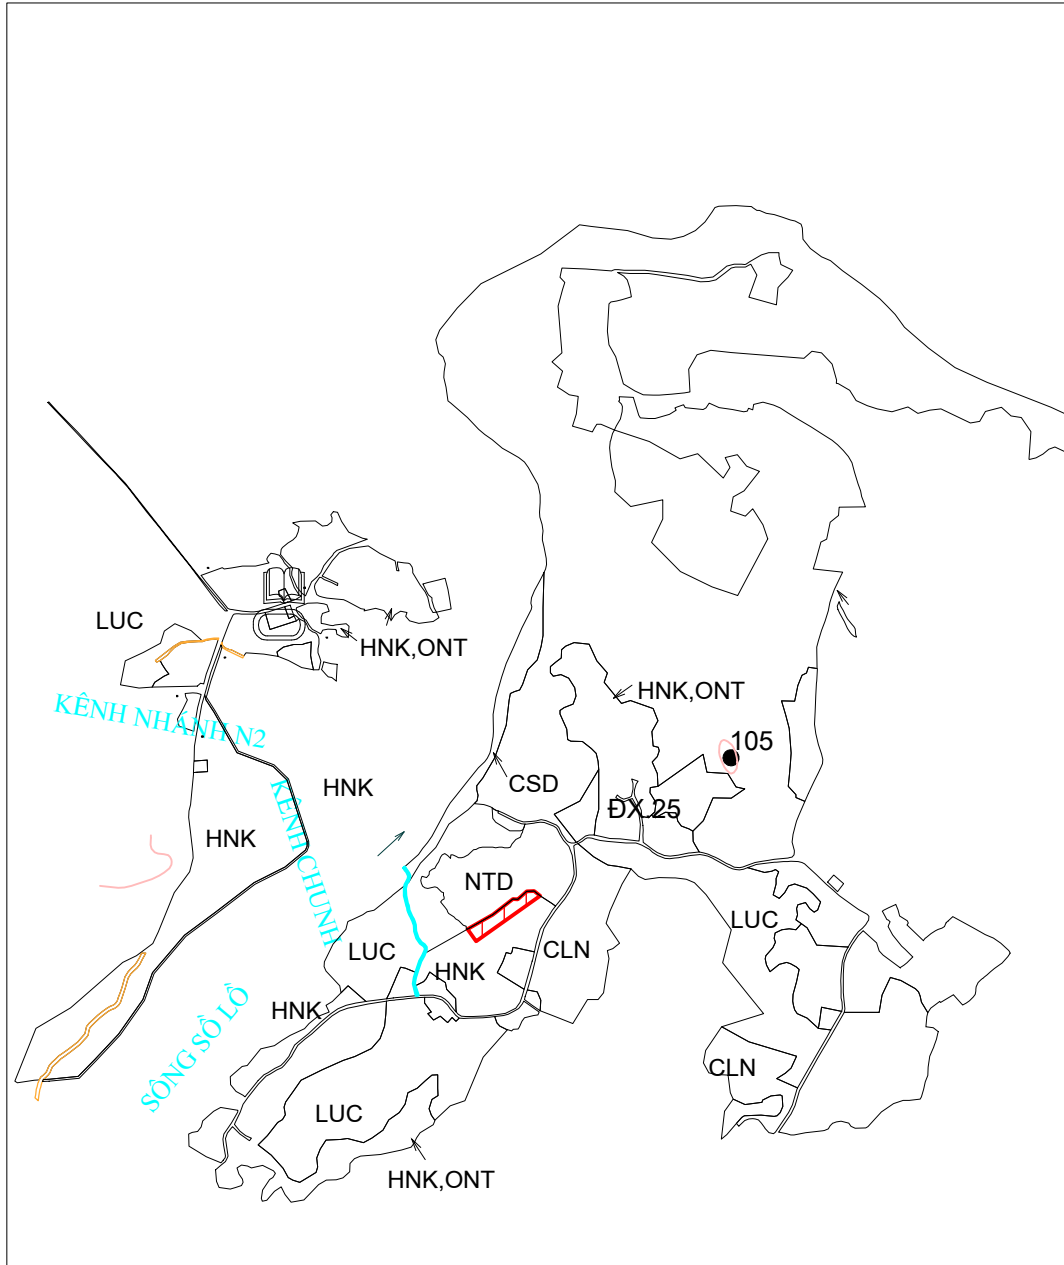 LUC
HNK,ONT
HNK,ONT
KÊNH NHÁNH N2
105
CSD
HNK
ĐX.25
HNK
KÊNH CHUNH
NTD
LUC
LUC
CLN
HNK
HNK
SÔNG SỒ LỒ
CLN
LUC
HNK,ONT